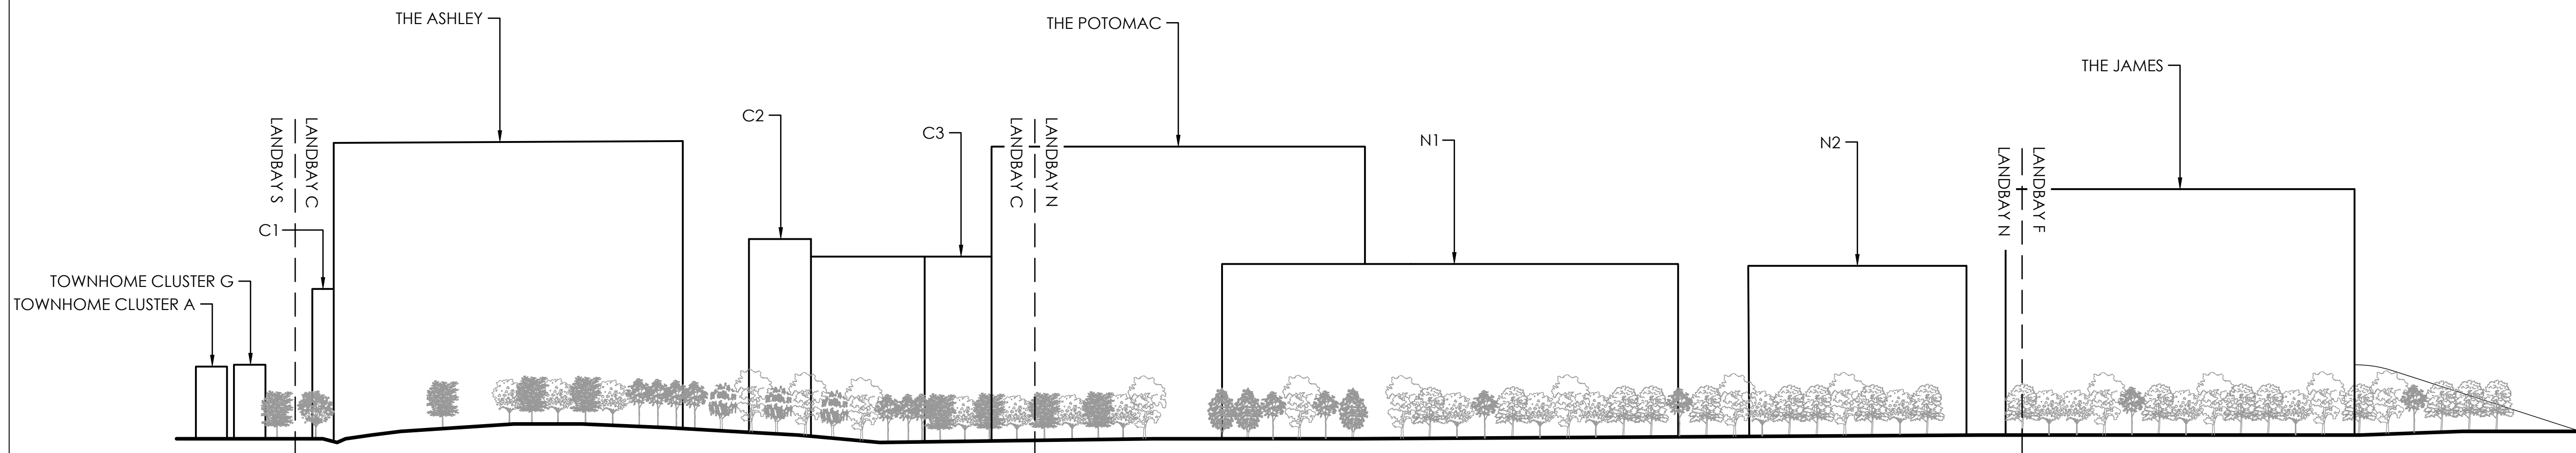 THE ASHLEY
THE POTOMAC
THE JAMES
C2
C3
N1
N2
LANDBAY S
LANDBAY C
LANDBAY C
LANDBAY N
LANDBAY N
LANDBAY F
C1
TOWNHOME CLUSTER G
TOWNHOME CLUSTER A